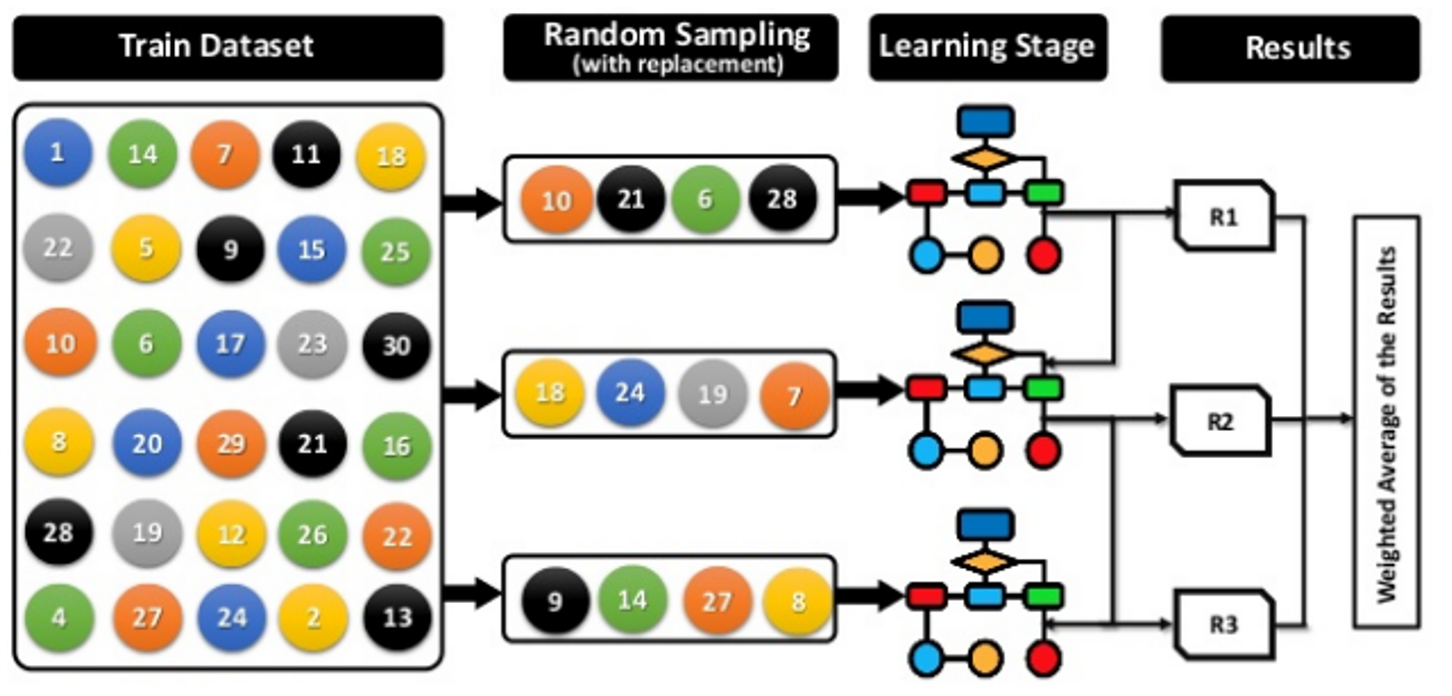 Train Dataset
Random Sampling
(with replacement)
Learning Stage
Results
1 14 7 11 18
22 5 9 15 25
10 6 17 23 30
8 20 29 21 16
28 19 12 26 22
4 27 24 2 13
10 21 6 28
18 24 19 7
9 14 27 8
R1
R2
R3
Weighted Average of the Results